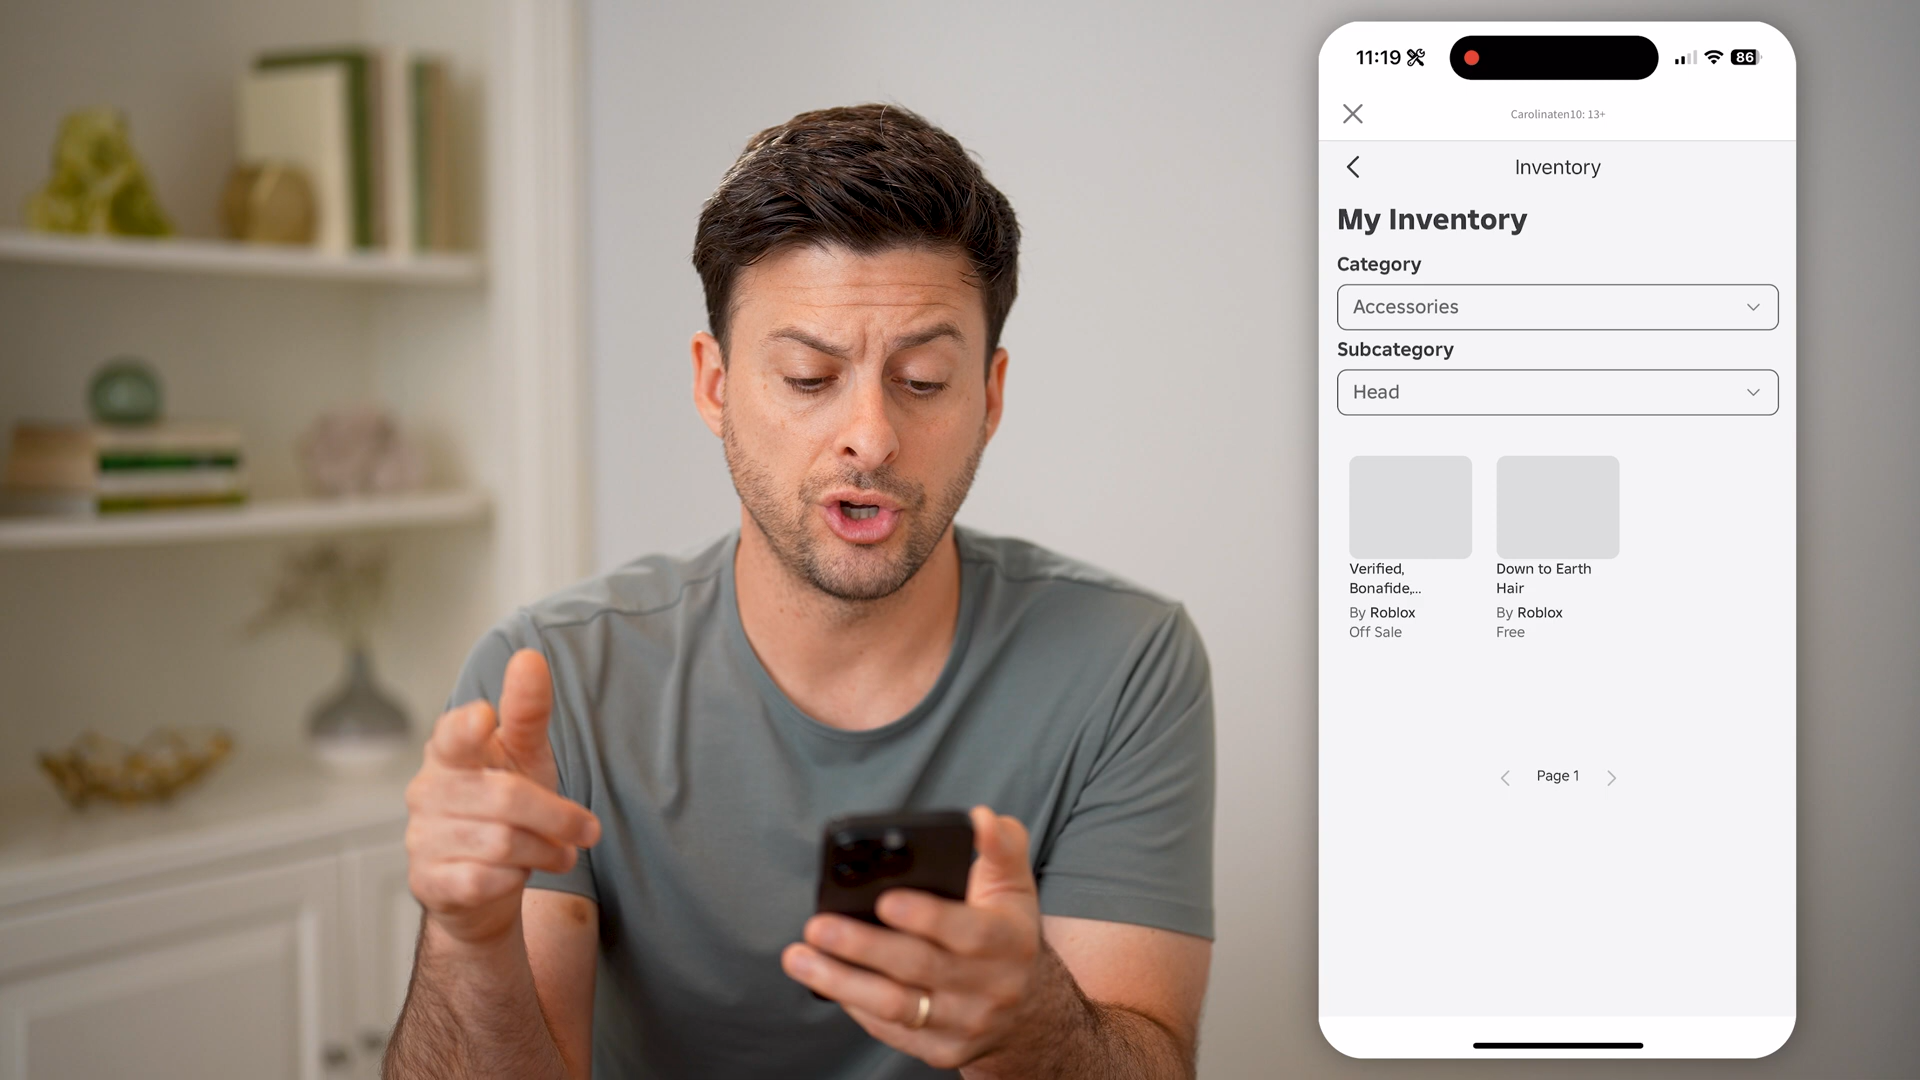 11:19
86
Carolinaten10: 13+
Inventory
My Inventory
Category
Accessories
Subcategory
Head
Verified,
Bonafide,...
By Roblox
Off Sale
Down to Earth
Hair
By Roblox
Free
Page 1